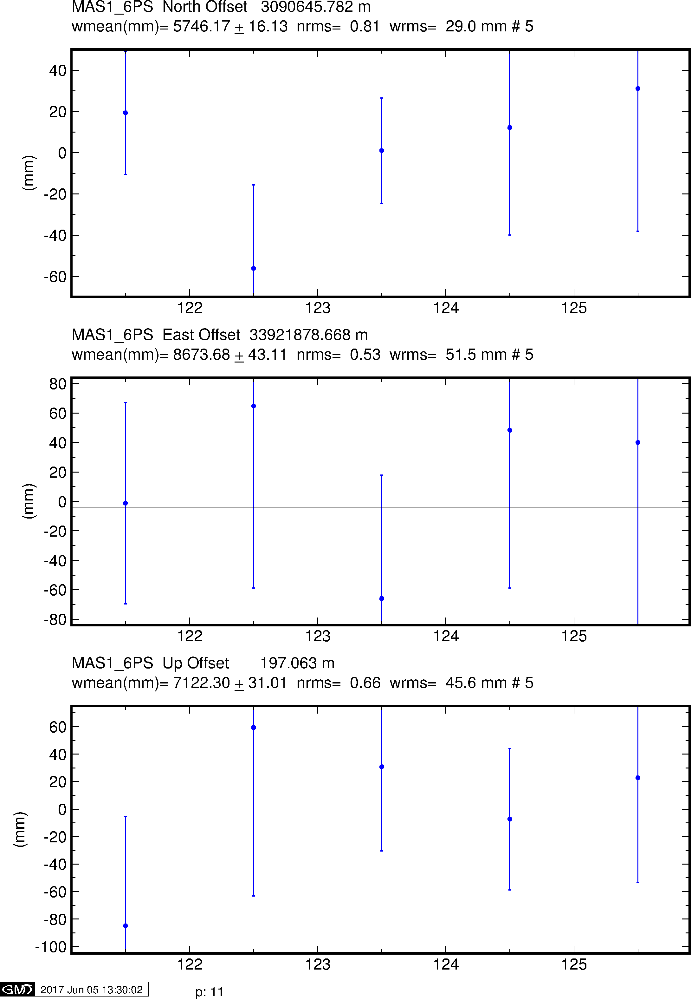 MAS1_6PS North Offset 3090645.782 m
wmean(mm)= 5746.17 ± 16.13 nrms= 0.81 wrms= 29.0 mm # 5
40
20
0
-20
-40
-60
(mm)
122 123 124 125
MAS1_6PS East Offset 33921878.668 m
wmean(mm)= 8673.68 ± 43.11 nrms= 0.53 wrms= 51.5 mm # 5
80
60
40
20
0
-20
-40
-60
-80
(mm)
122 123 124 125
MAS1_6PS Up Offset 197.063 m
wmean(mm)= 7122.30 ± 31.01 nrms= 0.66 wrms= 45.6 mm # 5
60
40
20
0
-20
-40
-60
-80
-100
(mm)
122 123 124 125
GMT 2017 Jun 05 13:30:02 p: 11